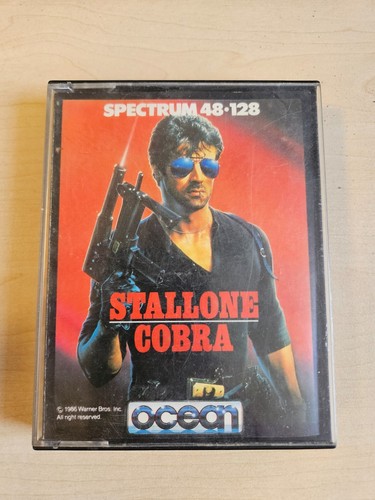 SPECTRUM 48·128
STALLONE
COBRA
© 1986 Warner Bros. Inc.
All right reserved.
ocean